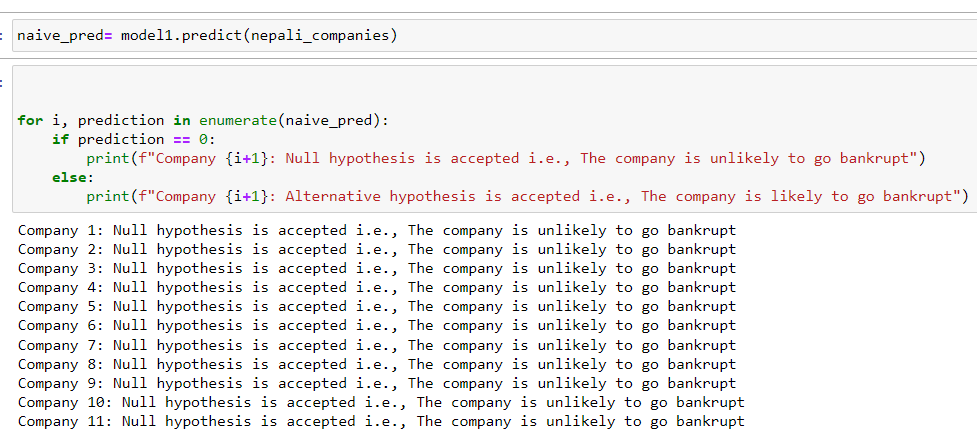 naive_pred= model1.predict(nepali_companies)
for i, prediction in enumerate(naive_pred):
    if prediction == 0:
        print(f"Company {i+1}: Null hypothesis is accepted i.e., The company is unlikely to go bankrupt")
    else:
        print(f"Company {i+1}: Alternative hypothesis is accepted i.e., The company is likely to go bankrupt")
Company 1: Null hypothesis is accepted i.e., The company is unlikely to go bankrupt
Company 2: Null hypothesis is accepted i.e., The company is unlikely to go bankrupt
Company 3: Null hypothesis is accepted i.e., The company is unlikely to go bankrupt
Company 4: Null hypothesis is accepted i.e., The company is unlikely to go bankrupt
Company 5: Null hypothesis is accepted i.e., The company is unlikely to go bankrupt
Company 6: Null hypothesis is accepted i.e., The company is unlikely to go bankrupt
Company 7: Null hypothesis is accepted i.e., The company is unlikely to go bankrupt
Company 8: Null hypothesis is accepted i.e., The company is unlikely to go bankrupt
Company 9: Null hypothesis is accepted i.e., The company is unlikely to go bankrupt
Company 10: Null hypothesis is accepted i.e., The company is unlikely to go bankrupt
Company 11: Null hypothesis is accepted i.e., The company is unlikely to go bankrupt